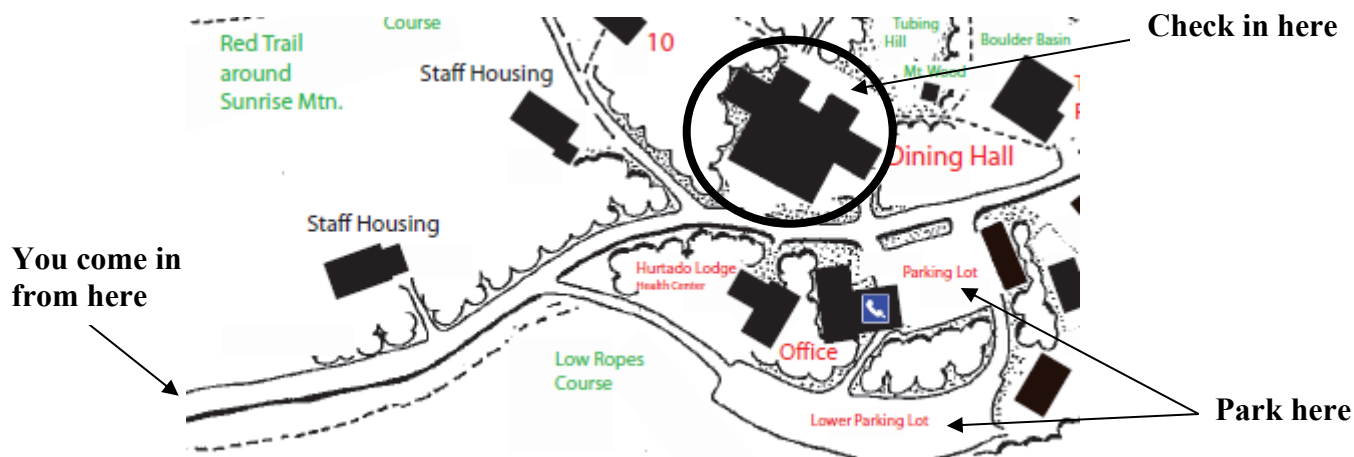 Course
Tubing
Hill
Check in here
Red Trail
around
Sunrise Mtn.
10
Boulder Basin
Staff Housing
Mt. Wood
Dining Hall
Staff Housing
You come in
from here
Hurtado Lodge
Health Center
Parking Lot
Office
Low Ropes
Course
Lower Parking Lot
Park here